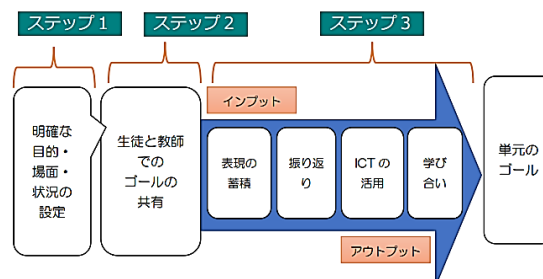 ステップ1
ステップ2
ステップ3
明確な
目的・
場面・
状況の
設定
生徒と教師
での
ゴールの
共有
インプット
表現の
蓄積
振り返
り
ICTの
活用
学び
合い
アウトプット
単元の
ゴール